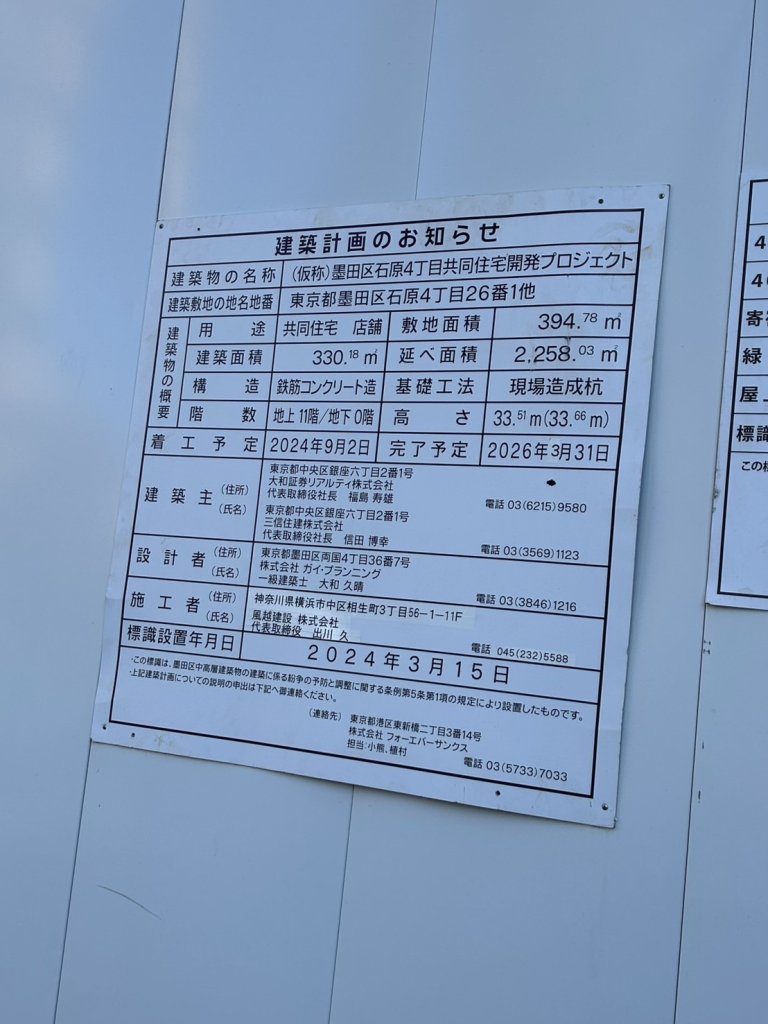 建築計画のお知らせ
建築物の名称 (仮称)墨田区石原4丁目共同住宅開発プロジェクト
建築敷地の地名地番 東京都墨田区石原4丁目26番1他
建築物の概要
用途 共同住宅 店舗 敷地面積 394.78㎡
建築面積 330.18㎡ 延べ面積 2,258.03㎡
構造 鉄筋コンクリート造 基礎工法 現場造成杭
階数 地上11階/地下0階 高さ 33.51m(33.66m)
着工予定 2024年9月2日 完了予定 2026年3月31日
建築主 (住所) (氏名)
東京都中央区銀座六丁目2番1号
大和証券リアルティ株式会社
代表取締役社長 福島 寿雄 電話 03(6215)9580
東京都中央区銀座六丁目2番1号
三信住建株式会社
代表取締役社長 信田 博幸 電話 03(3569)1123
設計者 (住所) (氏名)
東京都墨田区両国4丁目36番7号
株式会社 ガイ・プランニング
一級建築士 大和 久晴 電話 03(3846)1216
施工者 (住所) (氏名)
神奈川県横浜市中区相生町3丁目56-1-11F
風越建設 株式会社
代表取締役 出川 久 電話 045(232)5588
標識設置年月日 2024年3月15日
・この標識は、墨田区中高層建築物の建築に係る紛争の予防と調整に関する条例第5条第1項の規定により設置したものです。
・上記建築計画についての説明の申出は下記へ御連絡ください。
(連絡先) 東京都港区東新橋二丁目3番14号
株式会社 フォーエバーサンクス
担当:小熊、植村 電話 03(5733)7033
寄
緑
屋上
標識
この標